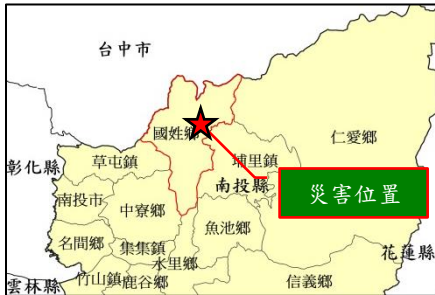 台中市
國姓鄉
仁愛鄉
彰化縣
草屯鎮
埔里鎮
南投縣
災害位置
南投市
中寮鄉
魚池鄉
名間鄉
集集鎮
花蓮縣
水里鄉
雲林縣
竹山鎮
鹿谷鄉
信義鄉